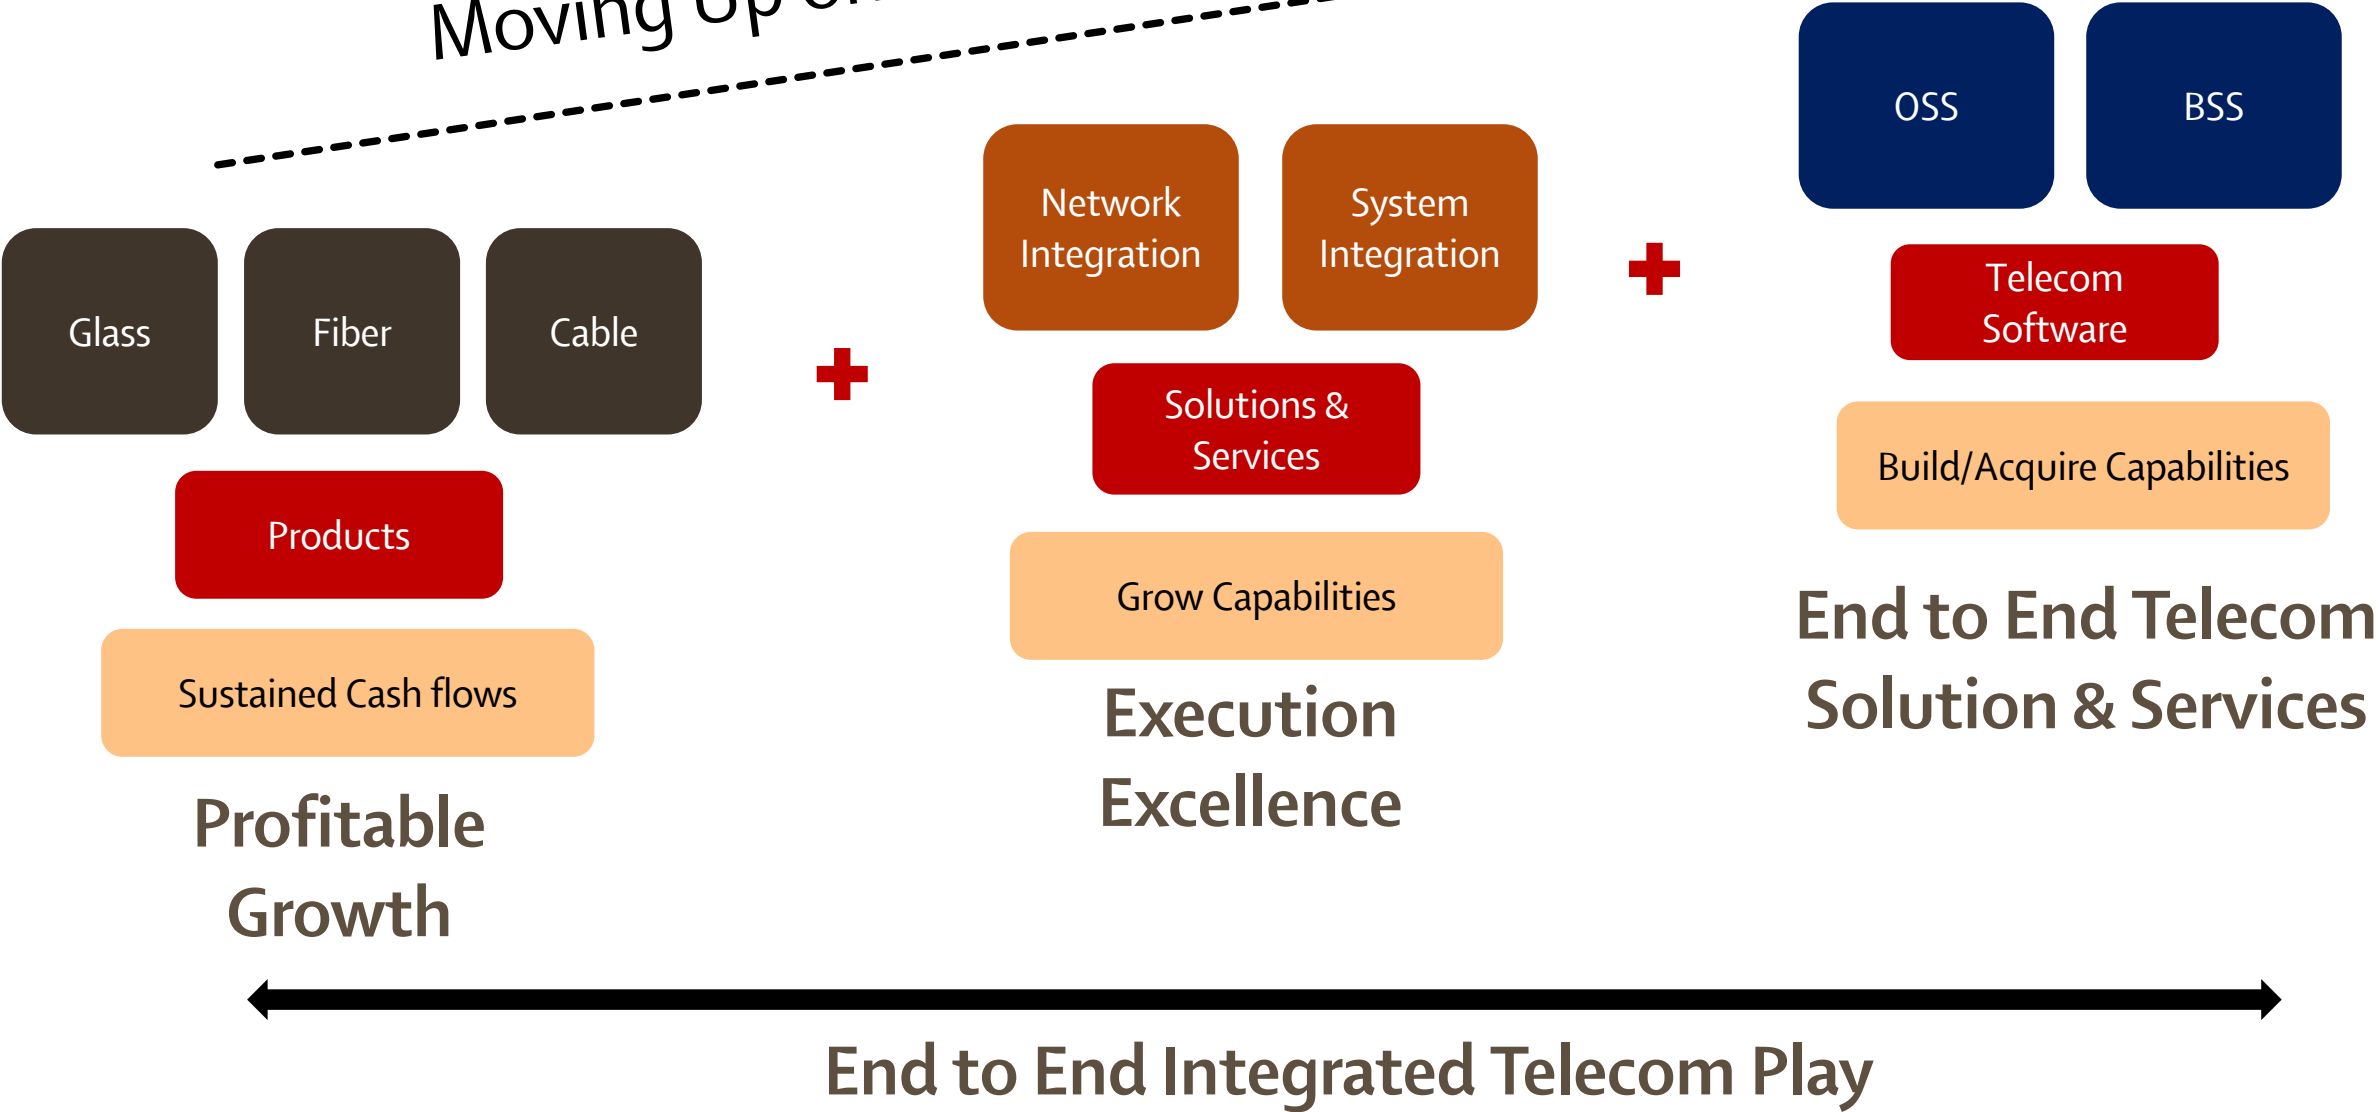 Moving Up
OSS
BSS
Network
Integration
System
Integration
Glass
Fiber
Cable
Telecom
Software
Solutions &
Services
Build/Acquire Capabilities
Products
Grow Capabilities
Sustained Cash flows
End to End Telecom
Solution & Services
Execution
Excellence
Profitable
Growth
End to End Integrated Telecom Play